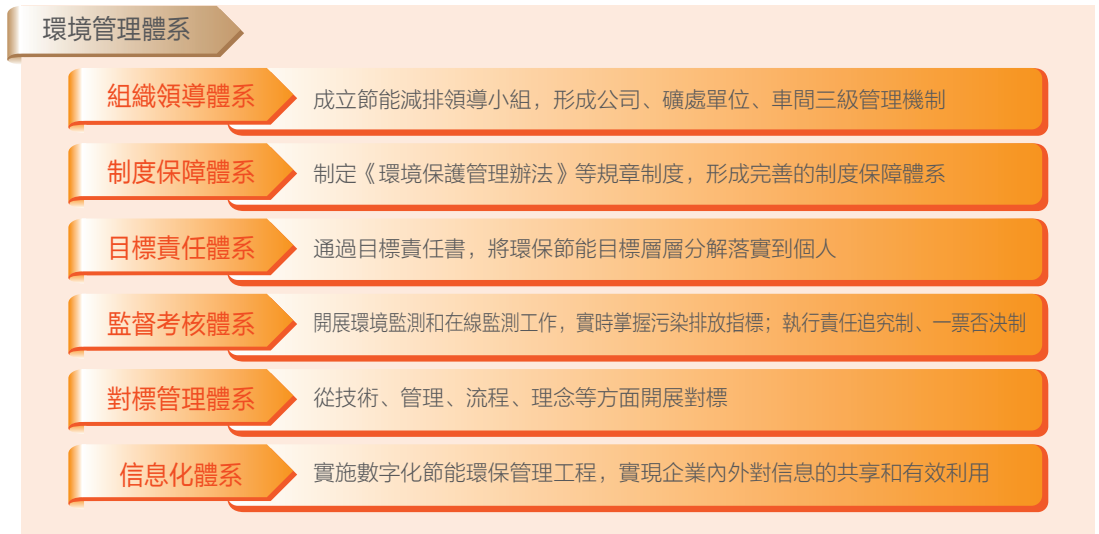 環境管理體系
組織領導體系
成立節能減排領導小組，形成公司、礦處單位、車間三級管理機制
制度保障體系
制定《環境保護管理辦法》等規章制度，形成完善的制度保障體系
目標責任體系
通過目標責任書，將環保節能目標層層分解落實到個人
監督考核體系
開展環境監測和在線監測工作，實時掌握污染排放指標；執行責任追究制、一票否決制
對標管理體系
從技術、管理、流程、理念等方面開展對標
信息化體系
實施數字化節能環保管理工程，實現企業內外對信息的共享和有效利用